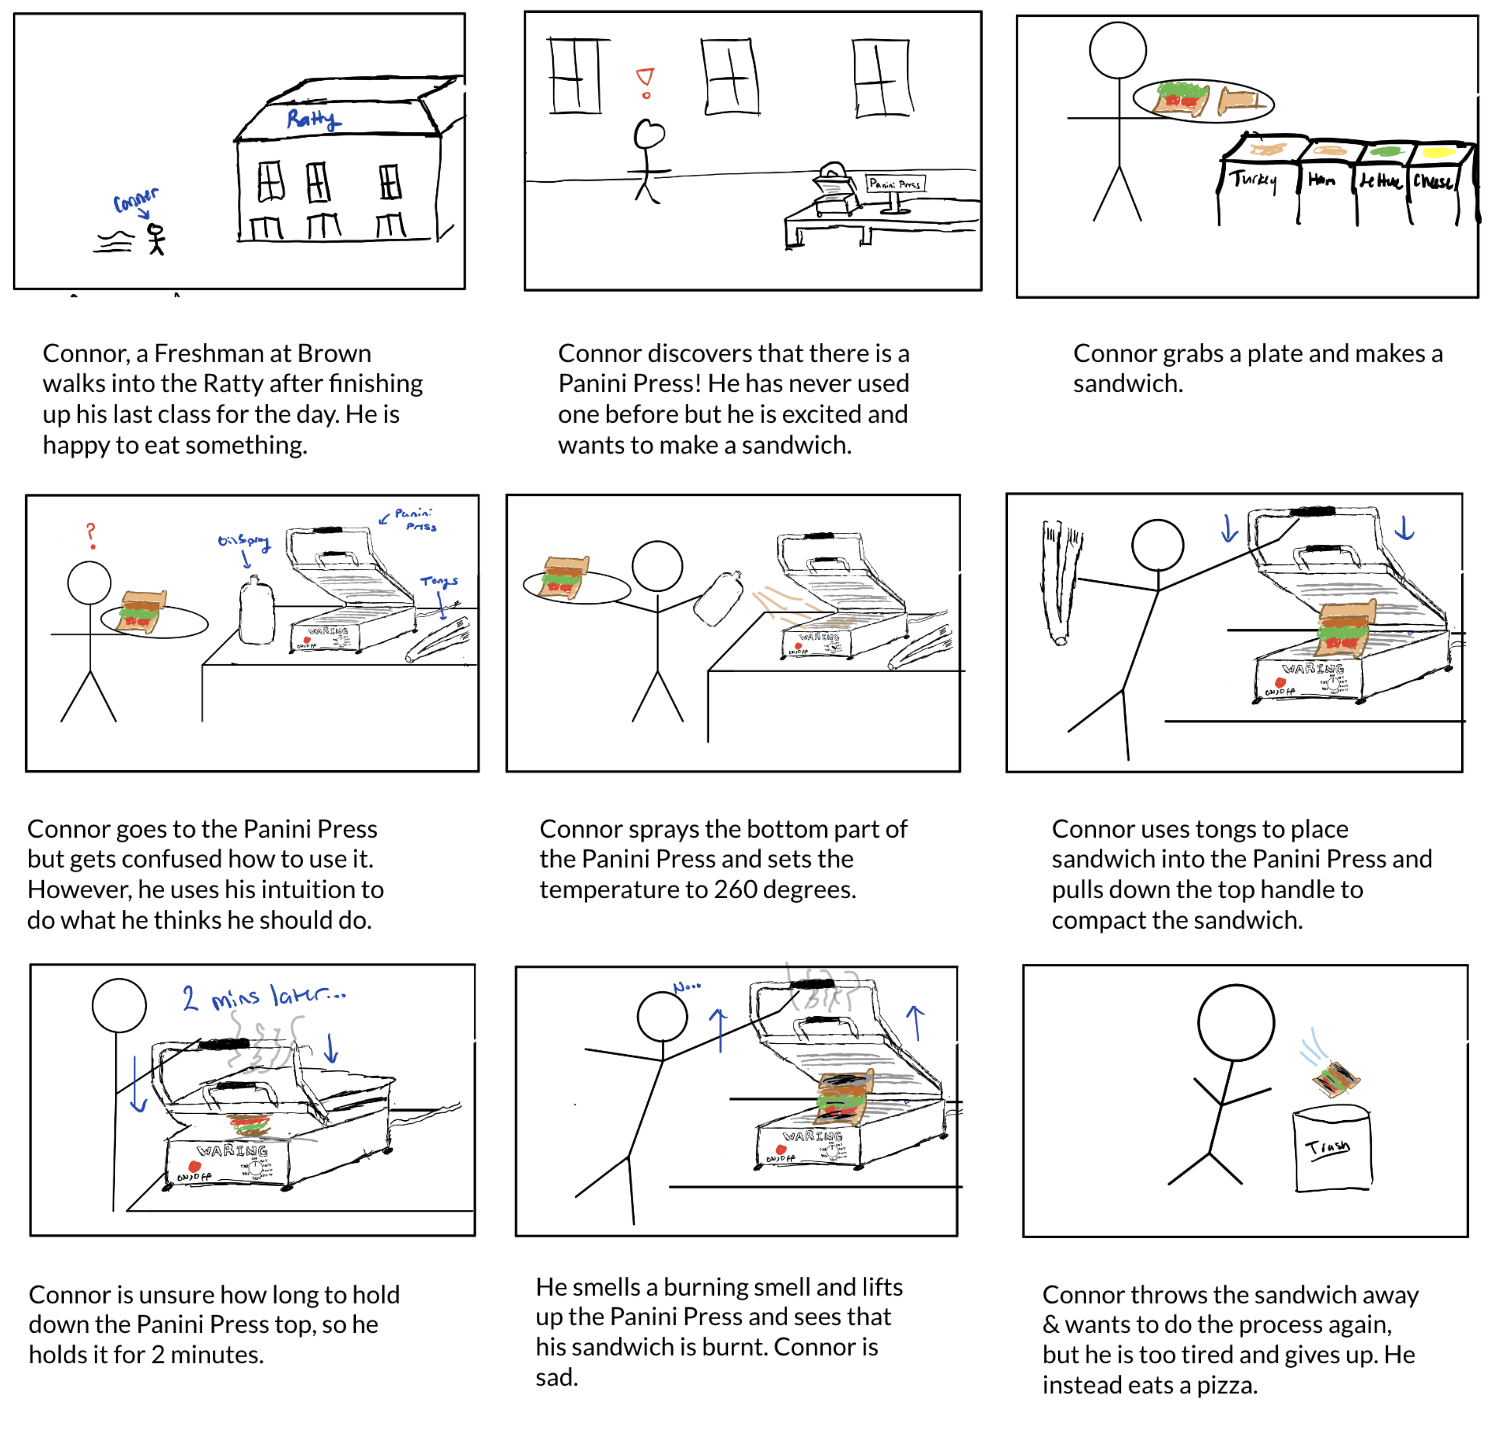 Ratty
Connor
Connor, a Freshman at Brown
walks into the Ratty after finishing
up his last class for the day. He is
happy to eat something.
!
Panini Press
Connor discovers that there is a
Panini Press! He has never used
one before but he is excited and
wants to make a sandwich.
Turkey
Ham
Lettuce
Cheese
Connor grabs a plate and makes a
sandwich.
?
Oil Spray
Panini
Press
Tongs
WARING
ON/OFF
Connor goes to the Panini Press
but gets confused how to use it.
However, he uses his intuition to
do what he thinks he should do.
WARING
ON/OFF
Connor sprays the bottom part of
the Panini Press and sets the
temperature to 260 degrees.
WARING
ON/OFF
Connor uses tongs to place
sandwich into the Panini Press and
pulls down the top handle to
compact the sandwich.
2 mins later...
WARING
ON/OFF
Connor is unsure how long to hold
down the Panini Press top, so he
holds it for 2 minutes.
No...
WARING
ON/OFF
He smells a burning smell and lifts
up the Panini Press and sees that
his sandwich is burnt. Connor is
sad.
Trash
Connor throws the sandwich away
& wants to do the process again,
but he is too tired and gives up. He
instead eats a pizza.